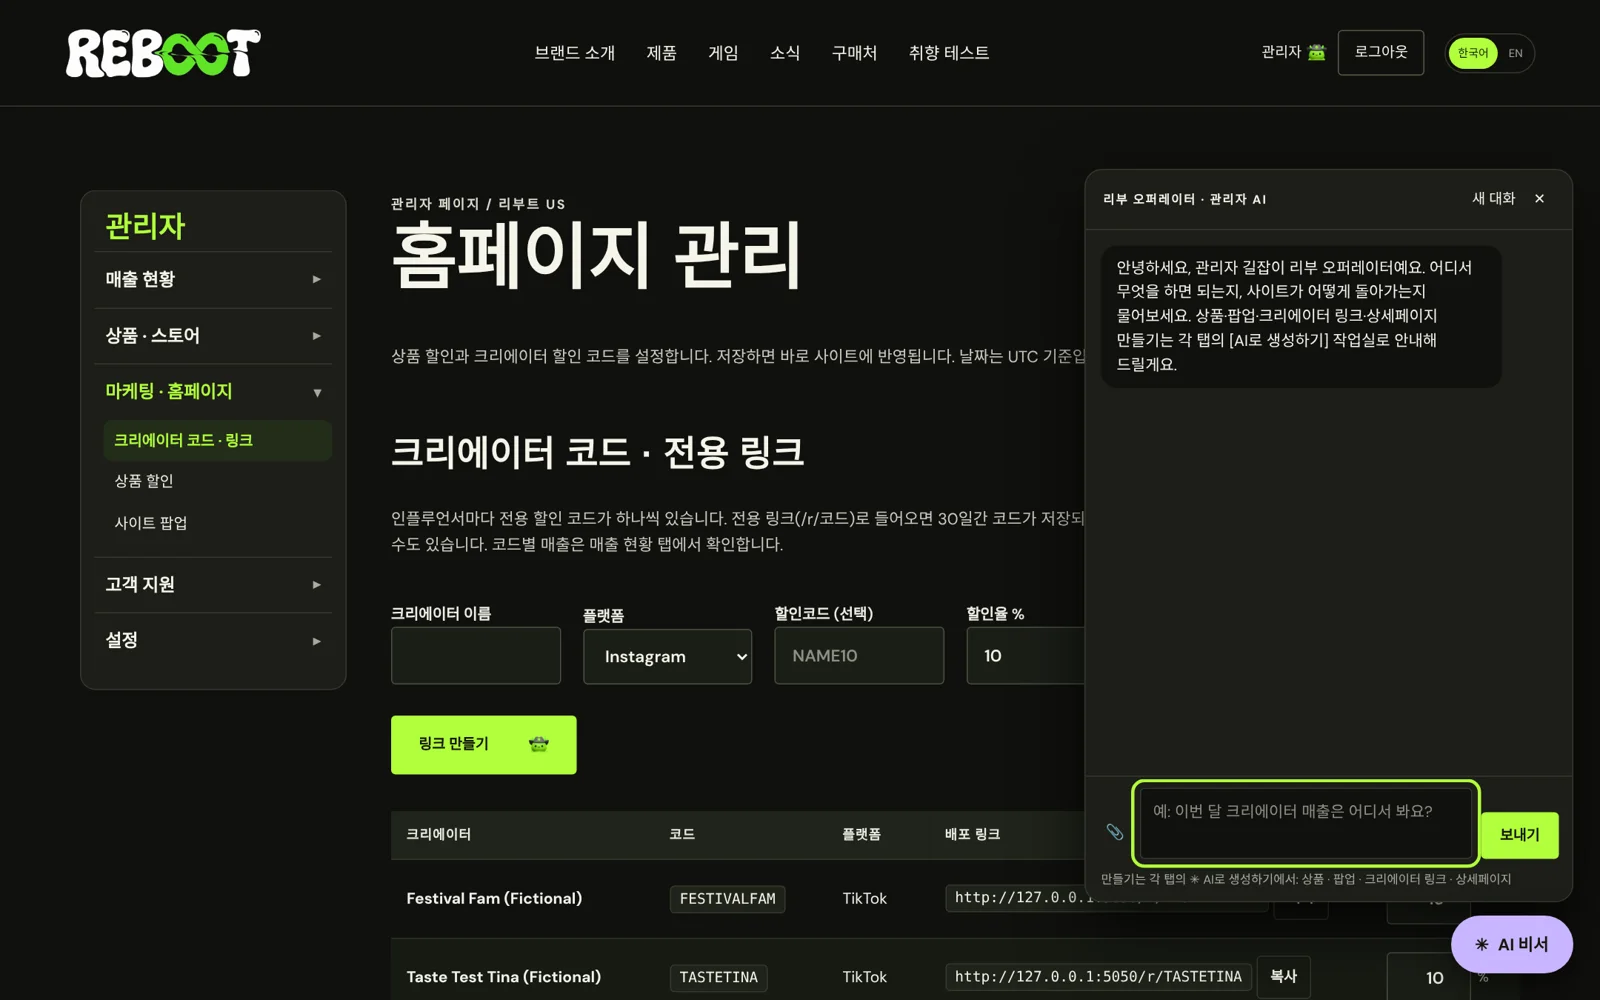 REBOOT
브랜드 소개
제품
게임
소식
구매처
취향 테스트
관리자
로그아웃
한국어
EN
관리자
매출 현황
상품 · 스토어
마케팅 · 홈페이지
크리에이터 코드 · 링크
상품 할인
사이트 팝업
고객 지원
설정
관리자 페이지 / 리부트 US
홈페이지 관리
상품 할인과 크리에이터 할인 코드를 설정합니다. 저장하면 바로 사이트에 반영됩니다. 날짜는 UTC
크리에이터 코드 · 전용 링크
인플루언서마다 전용 할인 코드가 하나씩 있습니다. 전용 링크(/r/코드)로 들어오면 30일간 코드가
수도 있습니다. 코드별 매출은 매출 현황 탭에서 확인합니다.
크리에이터 이름
플랫폼
할인코드 (선택)
할인율 %
Instagram
NAME10
10
링크 만들기
크리에이터
코드
플랫폼
배포 링크
Festival Fam (Fictional)
FESTIVALFAM
TikTok
Taste Test Tina (Fictional)
TASTETINA
TikTok
http://127.0.0.1:5050/r/TASTETINA
복사
10
%
리부 오퍼레이터 · 관리자 AI
새 대화
×
안녕하세요, 관리자 길잡이 리부 오퍼레이터예요. 어디서
무엇을 하면 되는지, 사이트가 어떻게 돌아가는지
물어보세요. 상품·팝업·크리에이터 링크·상세페이지
만들기는 각 탭의 [AI로 생성하기] 작업실로 안내해
드릴게요.
예: 이번 달 크리에이터 매출은 어디서 봐요?
보내기
만들기는 각 탭의 ✳ AI로 생성하기에서: 상품 · 팝업 · 크리에이터 링크 · 상세페이지
✳ AI 비서